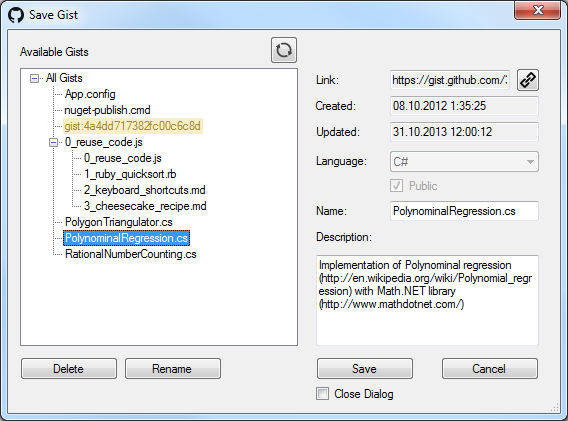 Save Gist
Available Gists
All Gists
App.config
nuget-publish.cmd
gist:4a4dd717382fc00c6c8d
0_reuse_code.js
0_reuse_code.js
1_ruby_quicksort.rb
2_keyboard_shortcuts.md
3_cheesecake_recipe.md
PolygonTriangulator.cs
PolynominalRegression.cs
RationalNumberCounting.cs
Delete
Rename
Link:
https://gist.github.com/
Created:
08.10.2012 1:35:25
Updated:
31.10.2013 12:00:12
Language:
C#
Public
Name:
PolynominalRegression.cs
Description:
Implementation of Polynominal regression
(http://en.wikipedia.org/wiki/Polynomial_regr
ession) with Math.NET library
(http://www.mathdotnet.com/)
Save
Cancel
Close Dialog